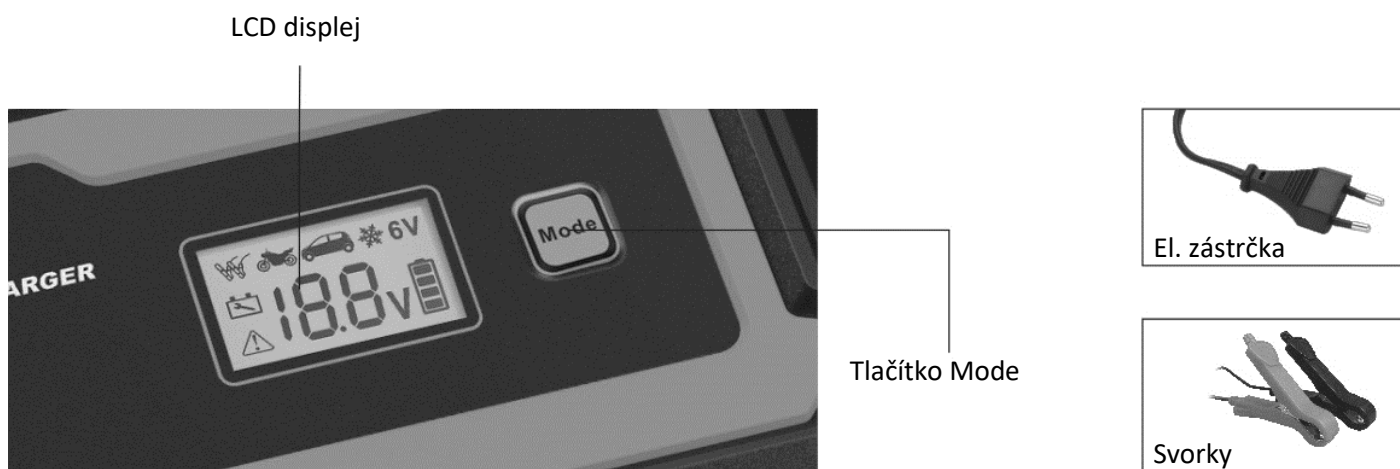 LCD displej
ARGER
6V
18.8V
Mode
Tlačítko Mode
El. zástrčka
Svorky